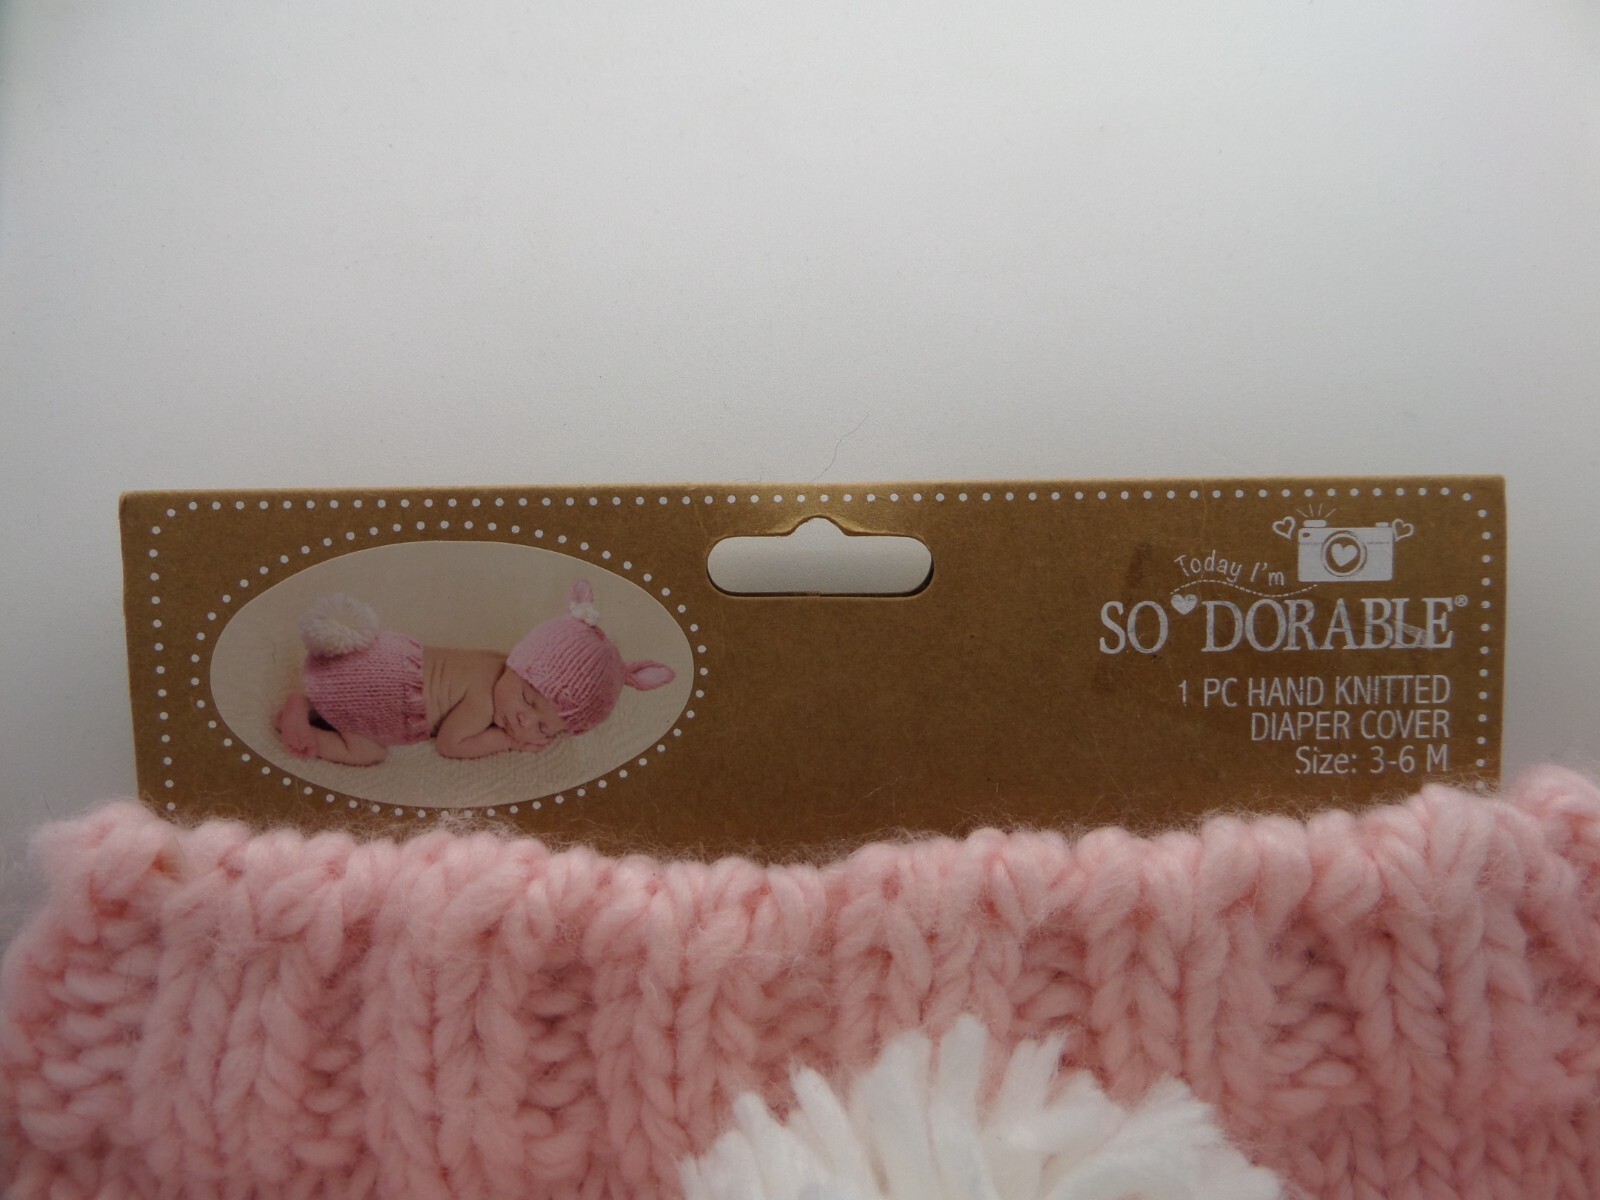 Today I'm
SO DORABLE®
1 PC HAND KNITTED
DIAPER COVER
Size: 3-6 M